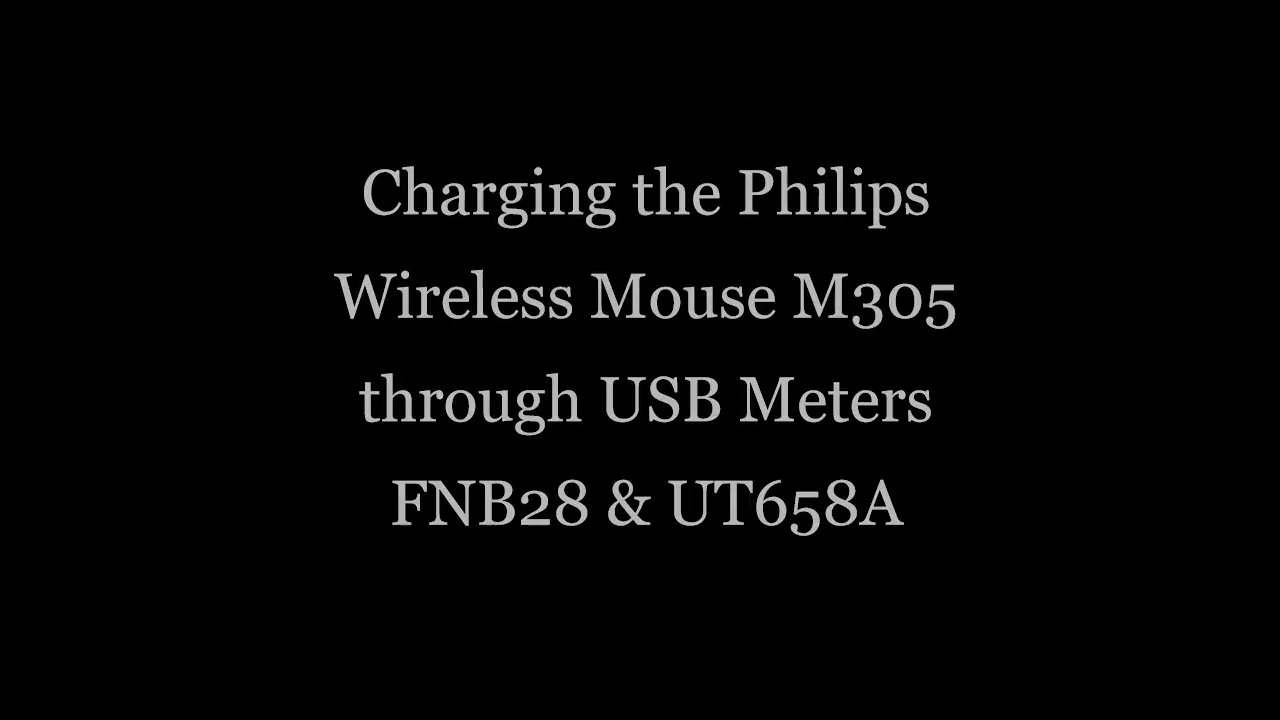 Charging the Philips
Wireless Mouse M305
through USB Meters
FNB28 & UT658A